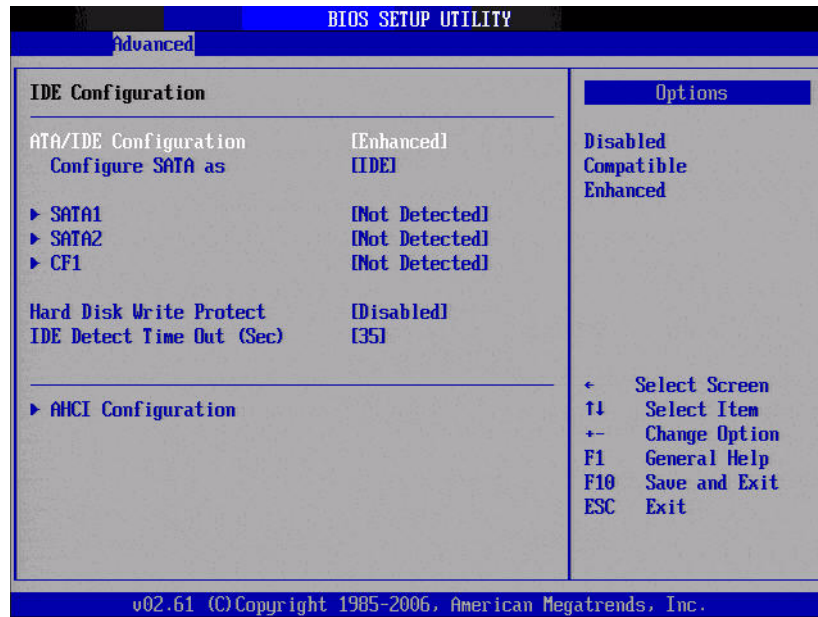 BIOS SETUP UTILITY
Advanced
IDE Configuration
ATA/IDE Configuration [Enhanced]
Configure SATA as [IDE]
▶ SATA1 [Not Detected]
▶ SATA2 [Not Detected]
▶ CF1 [Not Detected]
Hard Disk Write Protect [Disabled]
IDE Detect Time Out (Sec) [35]
▶ AHCI Configuration
Options
Disabled
Compatible
Enhanced
← Select Screen
↑↓ Select Item
+- Change Option
F1 General Help
F10 Save and Exit
ESC Exit
v02.61 (C)Copyright 1985-2006, American Megatrends, Inc.